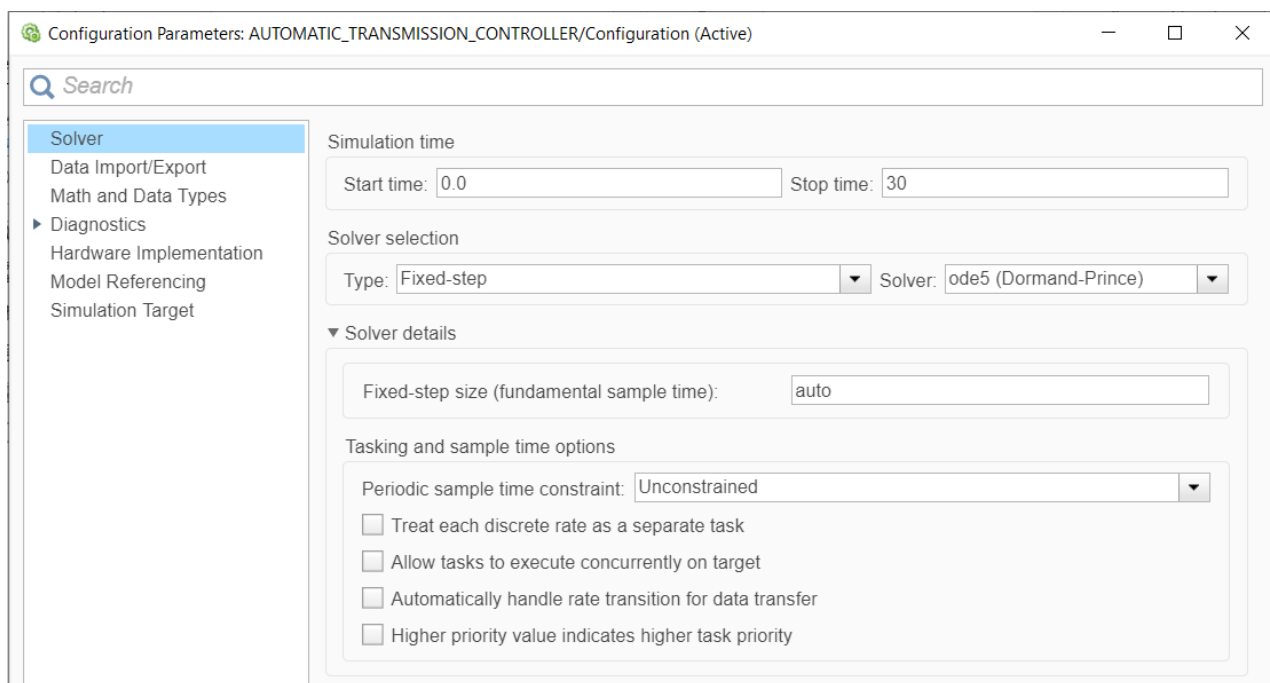 Configuration Parameters: AUTOMATIC_TRANSMISSION_CONTROLLER/Configuration (Active)
Search
Solver
Data Import/Export
Math and Data Types
Diagnostics
Hardware Implementation
Model Referencing
Simulation Target
Simulation time
Start time: 0.0 Stop time: 30
Solver selection
Type: Fixed-step Solver: ode5 (Dormand-Prince)
Solver details
Fixed-step size (fundamental sample time): auto
Tasking and sample time options
Periodic sample time constraint: Unconstrained
Treat each discrete rate as a separate task
Allow tasks to execute concurrently on target
Automatically handle rate transition for data transfer
Higher priority value indicates higher task priority